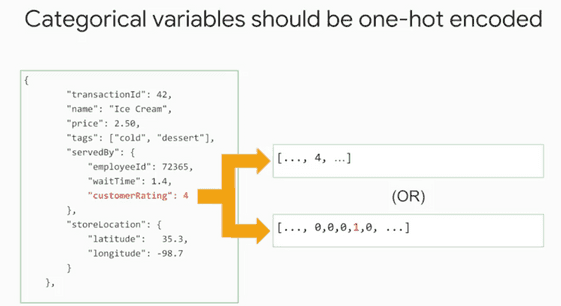 Categorical variables should be one-hot encoded
{
"transactionId": 42,
"name": "Ice Cream",
"price": 2.50,
"tags": ["cold", "dessert"],
"servedBy": {
"employeeId": 72365,
"waitTime": 1.4,
"customerRating": 4
},
"storeLocation": {
"latitude": 35.3,
"longitude": -98.7
}
},
[..., 4, …]
(OR)
[..., 0,0,0,1,0, ...]